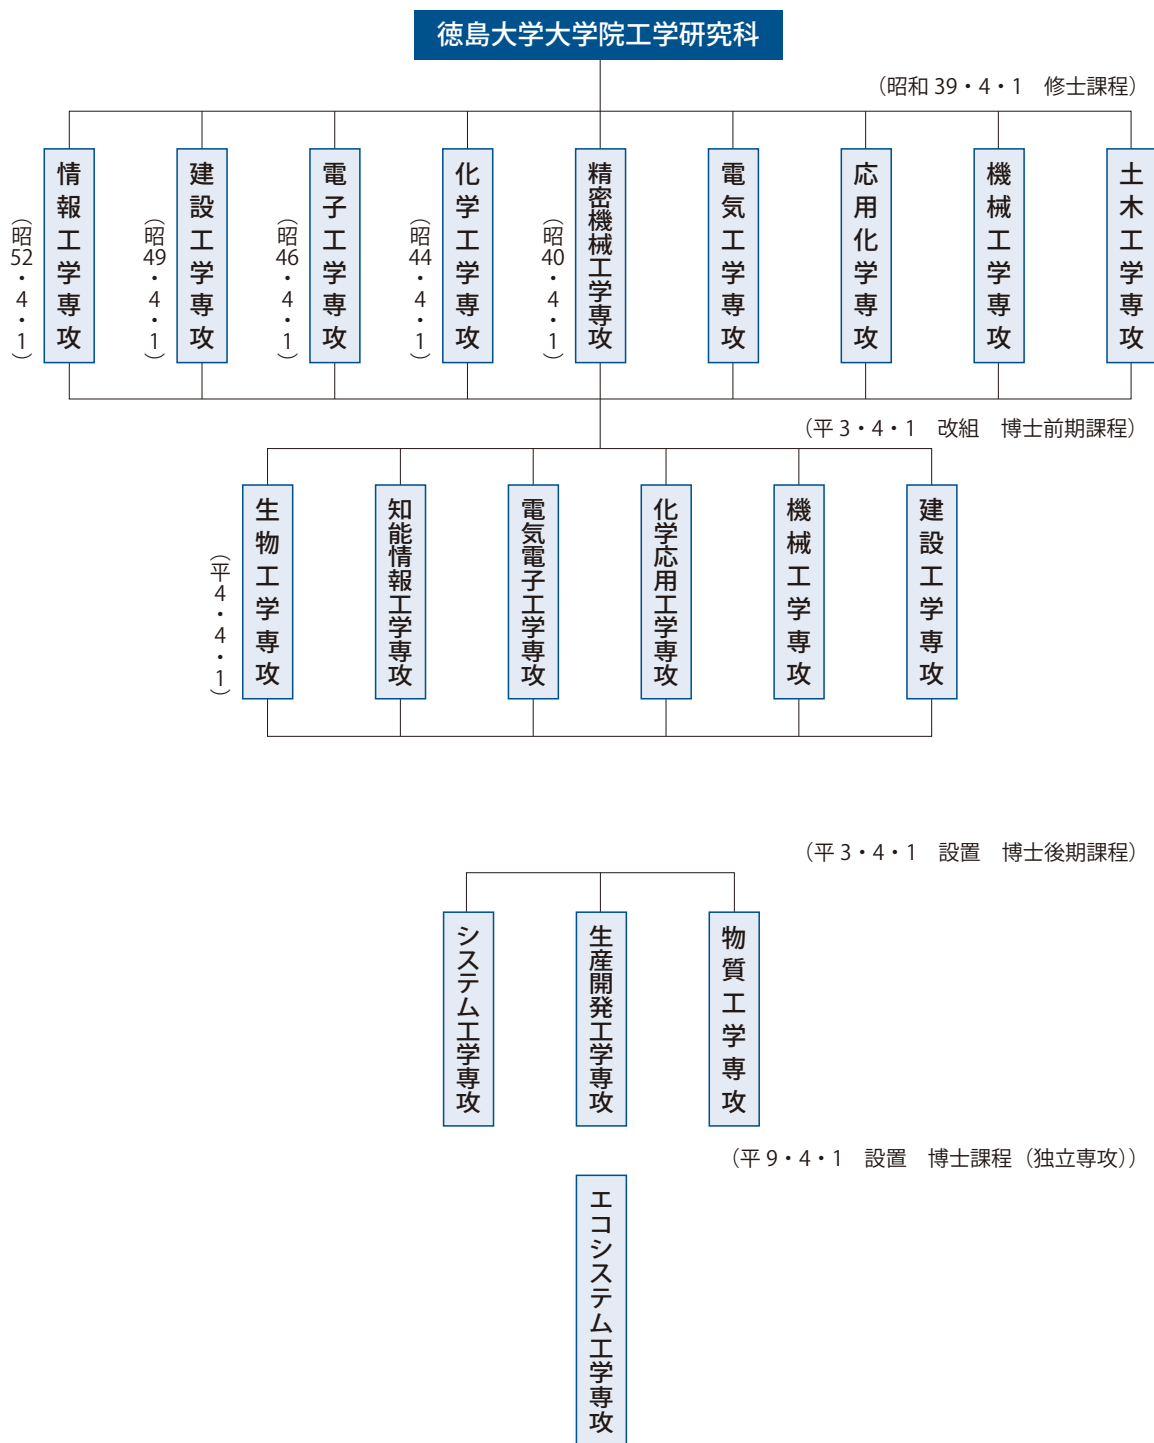 徳島大学大学院工学研究科
（昭和 39・4・1　修士課程）
土木工学専攻
機械工学専攻
応用化学専攻
電気工学専攻
精密機械工学専攻
（昭40・4・1）
化学工学専攻
（昭44・4・1）
電子工学専攻
（昭46・4・1）
建設工学専攻
（昭49・4・1）
情報工学専攻
（昭52・4・1）
（平 3・4・1　改組　博士前期課程）
建設工学専攻
機械工学専攻
化学応用工学専攻
電気電子工学専攻
知能情報工学専攻
生物工学専攻
（平4・4・1）
（平 3・4・1　設置　博士後期課程）
物質工学専攻
生産開発工学専攻
システム工学専攻
（平 9・4・1　設置　博士課程（独立専攻））
エコシステム工学専攻